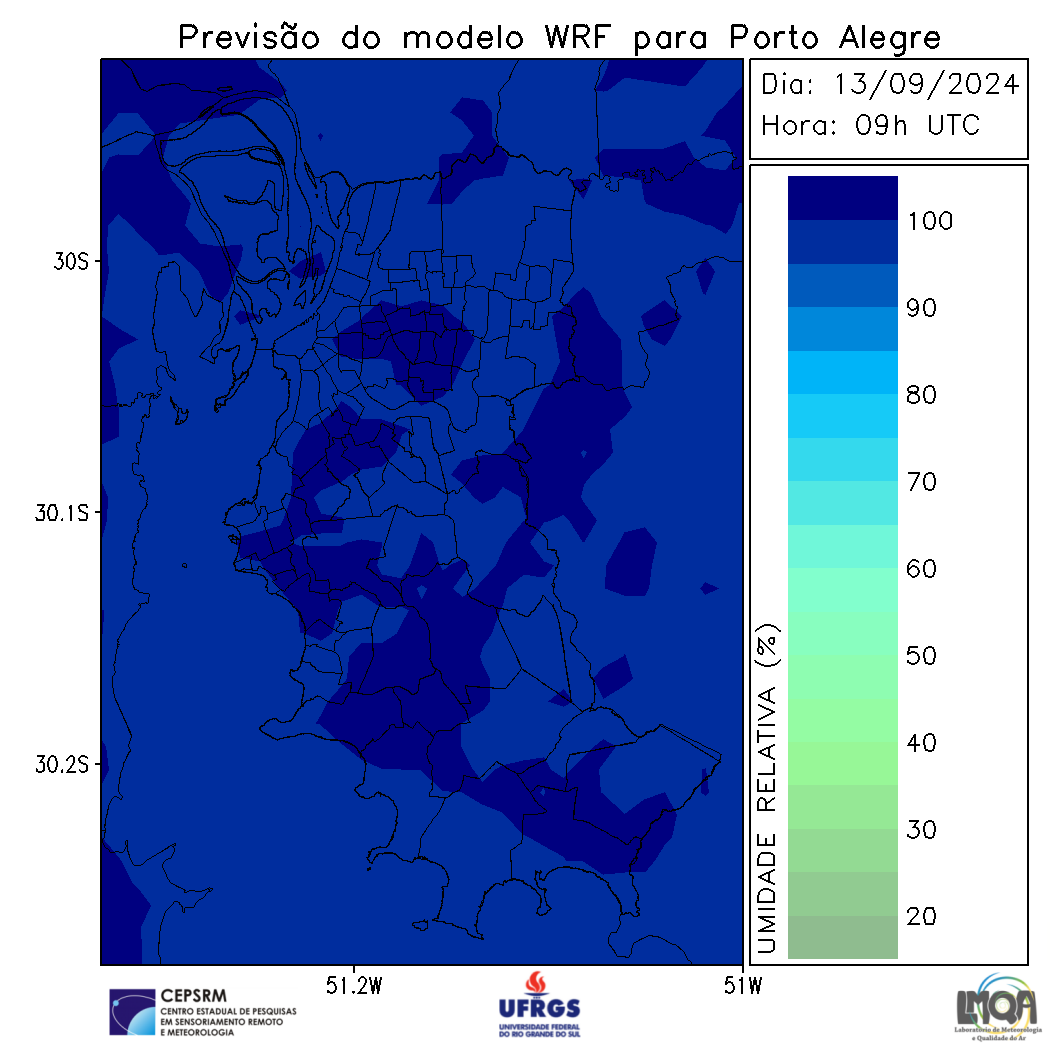 Previsão do modelo WRF para Porto Alegre
Dia: 13/09/2024
Hora: 09h UTC
100
90
80
70
60
50
40
30
20
UMIDADE RELATIVA (%)
30S
30.1S
30.2S
51.2W
51W
CEPSRM
CENTRO ESTADUAL DE PESQUISAS
EM SENSORIAMENTO REMOTO
E METEOROLOGIA
UFRGS
UNIVERSIDADE FEDERAL
DO RIO GRANDE DO SUL
LMQA
Laboratório de Meteorologia
e Qualidade do Ar